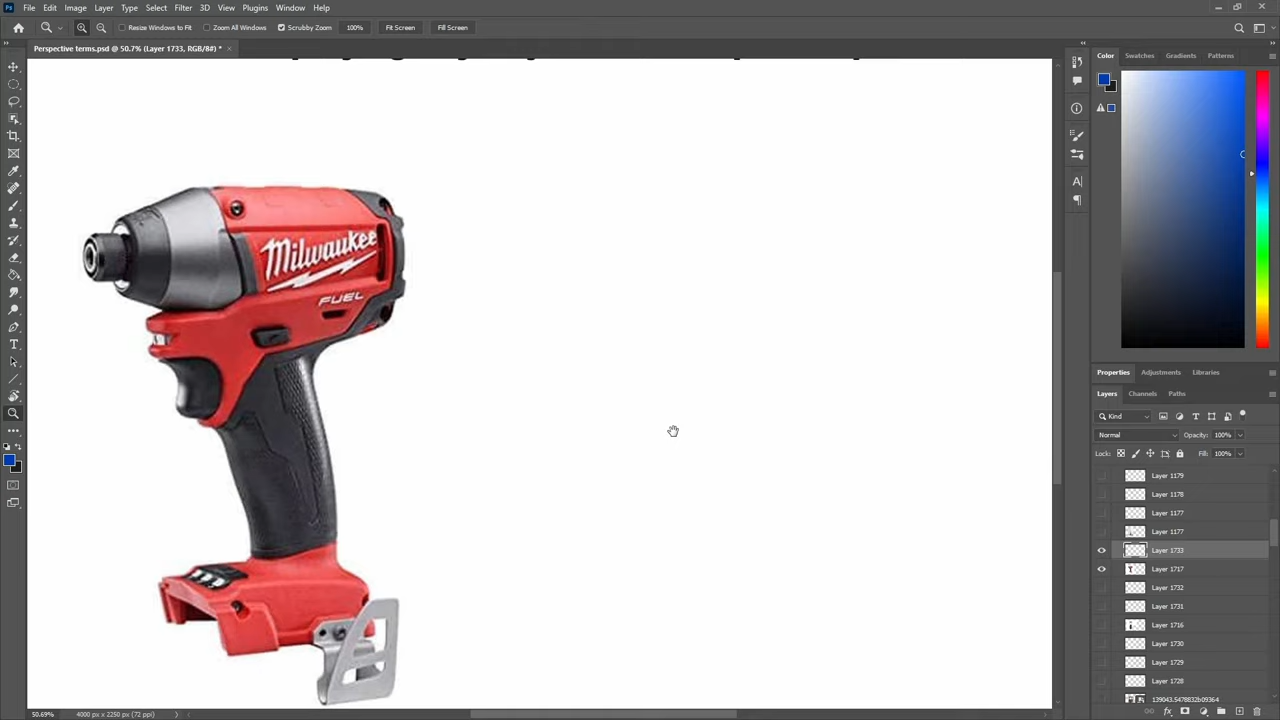 Ps File Edit Image Layer Type Select Filter 3D View Plugins Window Help
Resize Windows to Fit Zoom All Windows Scrubby Zoom 100% Fit Screen Fill Screen
Perspective terms.psd @ 50.7% (Layer 1733, RGB/8#) * ×
Color Swatches Gradients Patterns
Milwaukee
FUEL
Properties Adjustments Libraries
Layers Channels Paths
Kind
Normal Opacity: 100%
Lock: Fill: 100%
Layer 1179
Layer 1178
Layer 1177
Layer 1177
Layer 1733
Layer 1717
Layer 1732
Layer 1731
Layer 1716
Layer 1730
Layer 1729
Layer 1728
139043.5478832b09364
50.69% 4000 px x 2250 px (72 ppi)